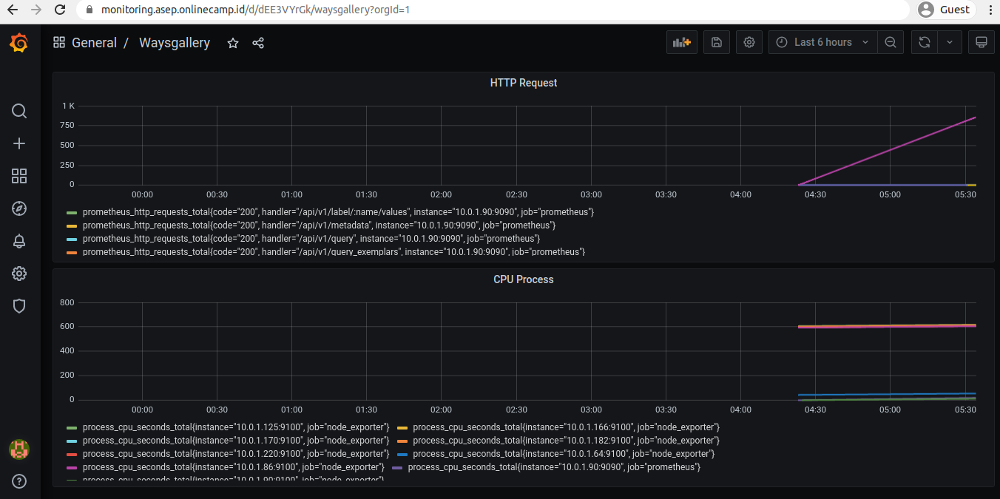 monitoring.asep.onlinecamp.id/d/dEE3VYrGk/waysgallery?orgId=1
Guest
General / Waysgallery
Last 6 hours
HTTP Request
1 K
750
500
250
0
00:00 00:30 01:00 01:30 02:00 02:30 03:00 03:30 04:00 04:30 05:00 05:30
prometheus_http_requests_total{code="200", handler="/api/v1/label/:name/values", instance="10.0.1.90:9090", job="prometheus"}
prometheus_http_requests_total{code="200", handler="/api/v1/metadata", instance="10.0.1.90:9090", job="prometheus"}
prometheus_http_requests_total{code="200", handler="/api/v1/query", instance="10.0.1.90:9090", job="prometheus"}
prometheus_http_requests_total{code="200", handler="/api/v1/query_exemplars", instance="10.0.1.90:9090", job="prometheus"}
CPU Process
800
600
400
200
0
00:00 00:30 01:00 01:30 02:00 02:30 03:00 03:30 04:00 04:30 05:00 05:30
process_cpu_seconds_total{instance="10.0.1.125:9100", job="node_exporter"} process_cpu_seconds_total{instance="10.0.1.166:9100", job="node_exporter"}
process_cpu_seconds_total{instance="10.0.1.170:9100", job="node_exporter"} process_cpu_seconds_total{instance="10.0.1.182:9100", job="node_exporter"}
process_cpu_seconds_total{instance="10.0.1.220:9100", job="node_exporter"} process_cpu_seconds_total{instance="10.0.1.64:9100", job="node_exporter"}
process_cpu_seconds_total{instance="10.0.1.86:9100", job="node_exporter"} process_cpu_seconds_total{instance="10.0.1.90:9090", job="prometheus"}
process_cpu_seconds_total{instance="10.0.1.90:9100", job="node_exporter"}